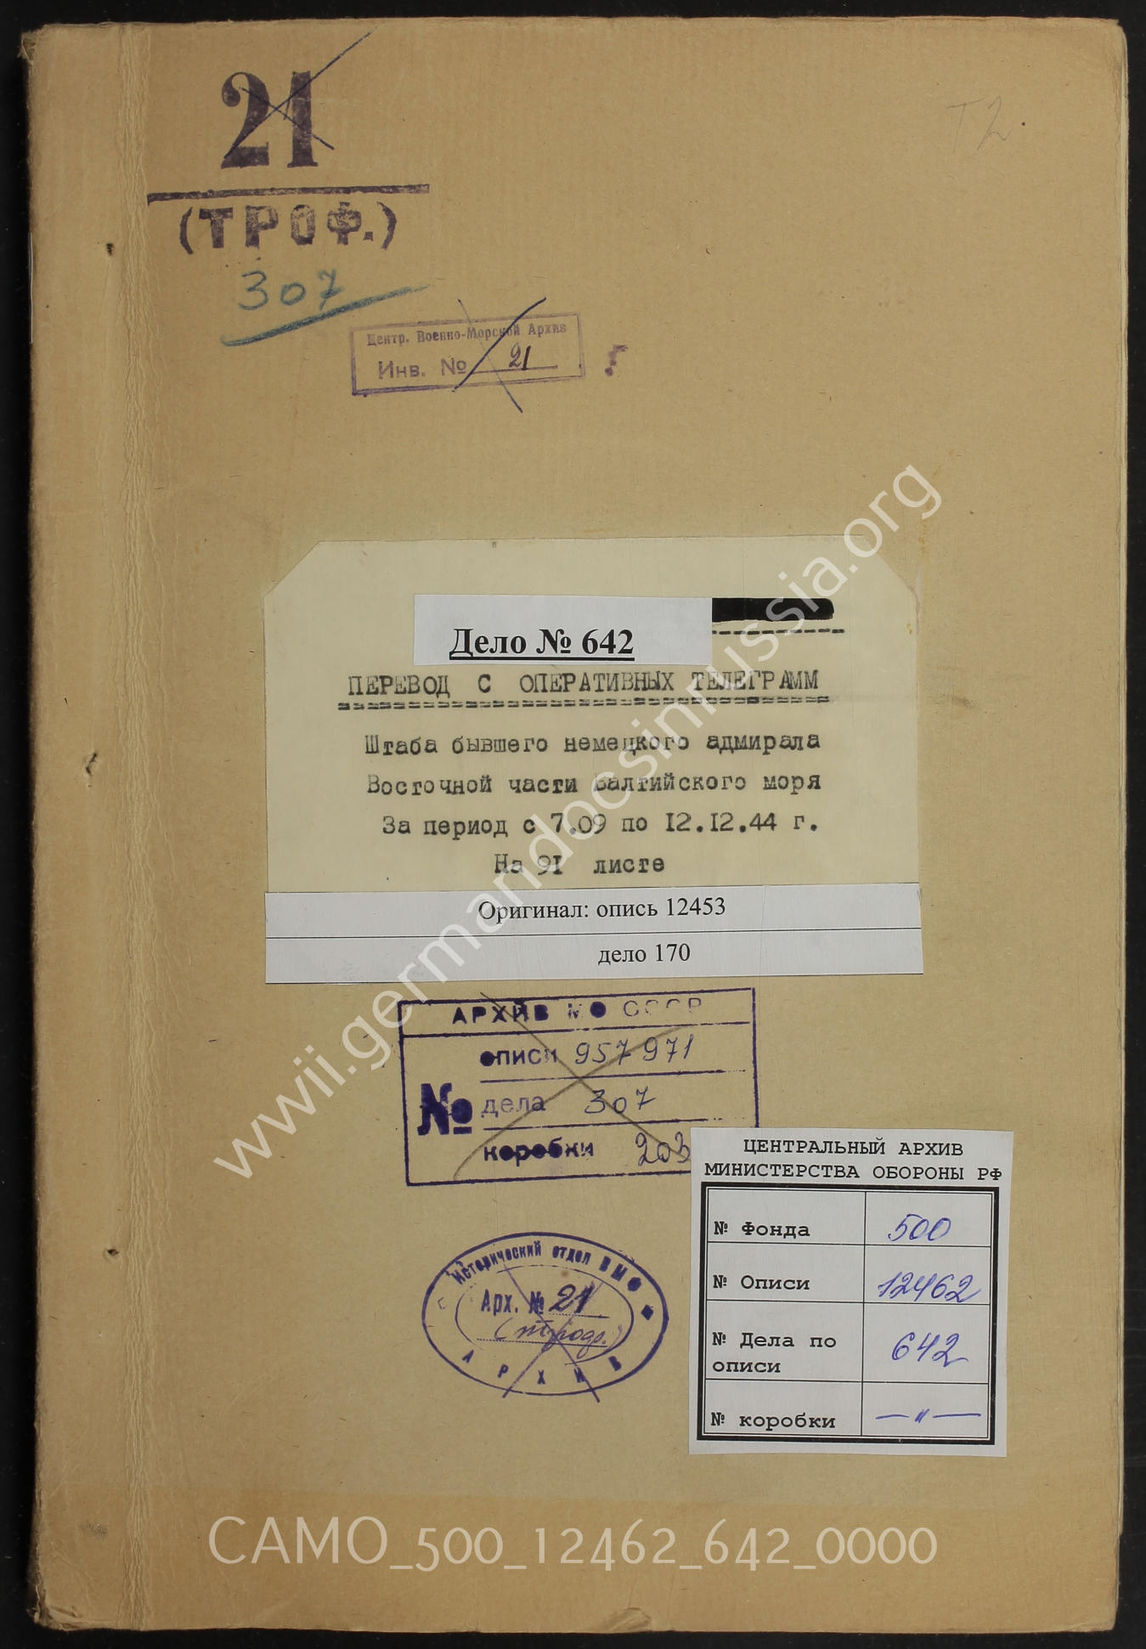 21
(ТРОФ.)
307
Т2
Центр. Военно-Морской Архив
Инв. № 21
Дело № 642
ПЕРЕВОД С ОПЕРАТИВНЫХ ТЕЛЕГРАММ
Штаба бывшего немецкого адмирала
Восточной части Балтийского моря
За период с 7.09 по 12.12.44 г.
На 91 листе
Оригинал: опись 12453
дело 170
АРХИВ МО СССР
описи 957971
№ дела 307
коробки 203
ЦЕНТРАЛЬНЫЙ АРХИВ
МИНИСТЕРСТВА ОБОРОНЫ РФ
№ Фонда 500
№ Описи 12462
№ Дела по описи 642
№ коробки —"—
Исторический отдел ВМФ
Арх. № 21
(троф.)
АРХИВ
wwii.germandocsinrussia.org
CAMO_500_12462_642_0000